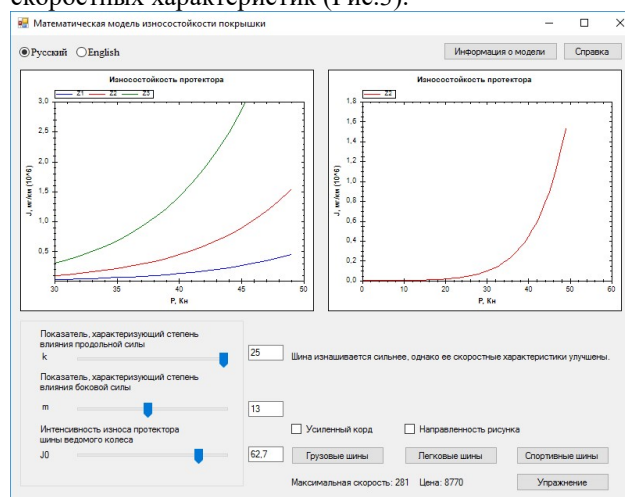 скоростных характеристик (Рис.3).
Математическая модель износостойкости покрышки
Русский English Информация о модели Справка
Износостойкость протектора
Z1 Z2 Z3
J, мг/км (10^6)
3,0
2,5
2,0
1,5
1,0
0,5
30 35 40 45 50
P, Кн
Износостойкость протектора
Z2
J, мг/км (10^6)
1,8
1,6
1,4
1,2
1,0
0,8
0,6
0,4
0,2
0,0
0 10 20 30 40 50 60
P, Кн
Показатель, характеризующий степень
влияния продольной силы
k 25 Шина изнашивается сильнее, однако ее скоростные характеристики улучшены.
Показатель, характеризующий степень
влияния боковой силы
m 13
Интенсивность износа протектора
шины ведомого колеса
J0 62,7
Усиленный корд Направленность рисунка
Грузовые шины Легковые шины Спортивные шины
Максимальная скорость: 281 Цена: 8770 Упражнение